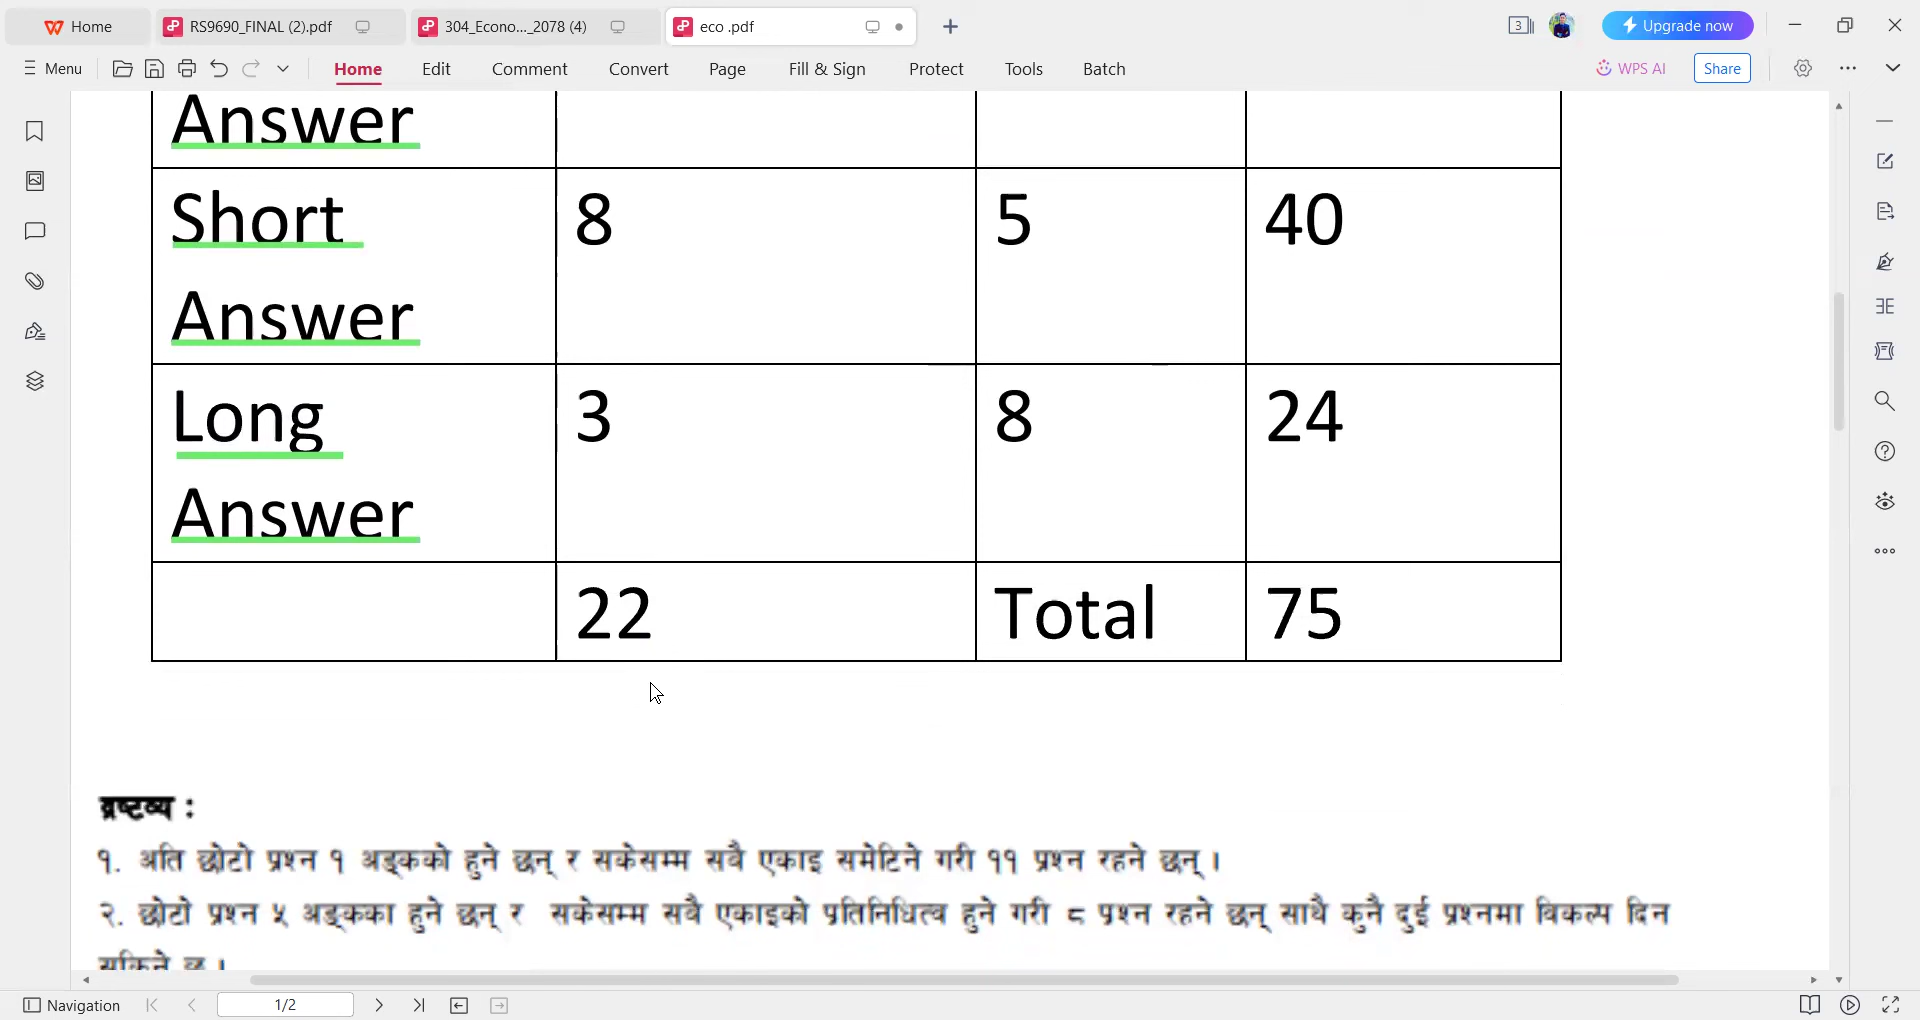 Home RS9690_FINAL (2).pdf 304_Econo..._2078 (4) eco .pdf 3 Upgrade now
Menu Home Edit Comment Convert Page Fill & Sign Protect Tools Batch WPS AI Share
Answer
Short 8 5 40
Answer
Long 3 8 24
Answer
22 Total 75
द्रष्टव्य :
१. अति छोटो प्रश्न १ अङ्कको हुने छन् र सकेसम्म सवै एकाइ समेटिने गरी ११ प्रश्न रहने छन् ।
२. छोटो प्रश्न ५ अङ्कका हुने छन् र सकेसम्म सवै एकाइको प्रतिनिधित्व हुने गरी ८ प्रश्न रहने छन् साथै कुनै दुई प्रश्नमा विकल्प दिन
सकिने छ ।
Navigation 1/2